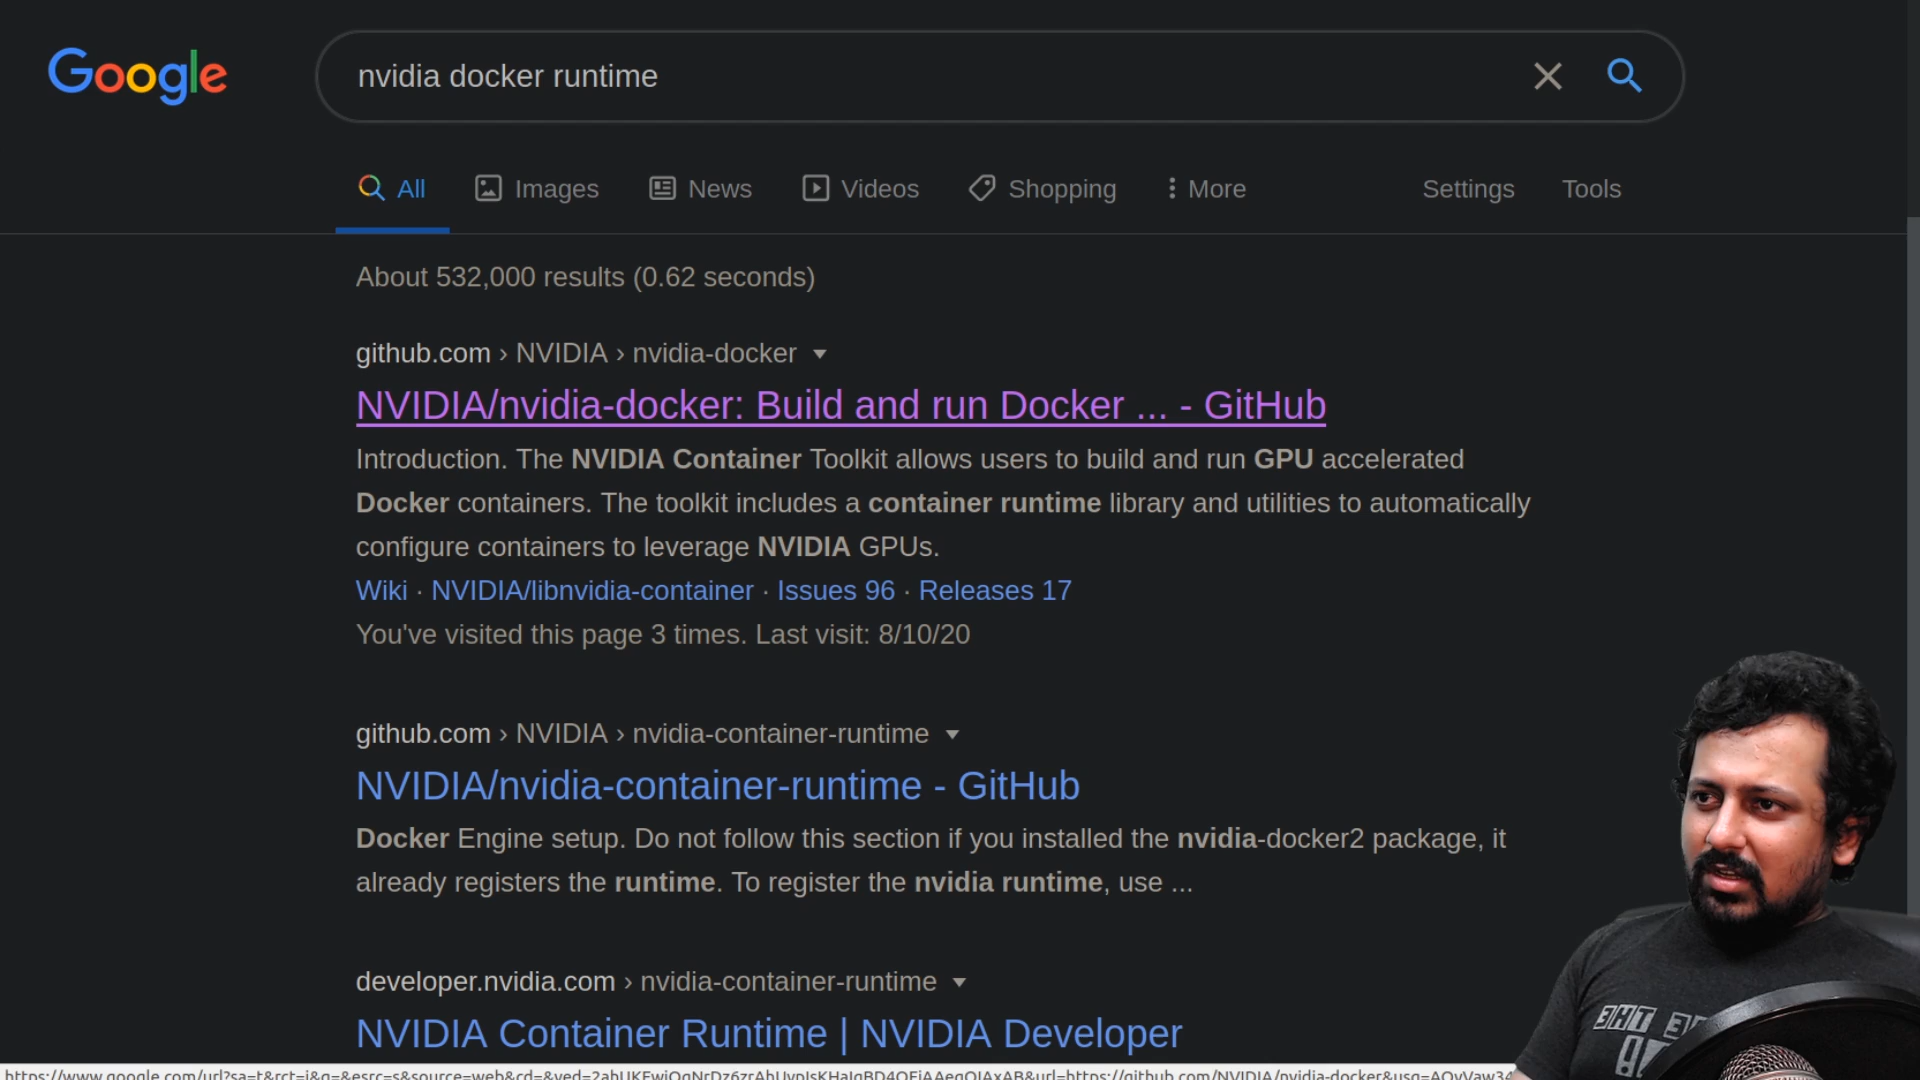 Google
nvidia docker runtime
All Images News Videos Shopping More Settings Tools
About 532,000 results (0.62 seconds)
github.com › NVIDIA › nvidia-docker
NVIDIA/nvidia-docker: Build and run Docker ... - GitHub
Introduction. The NVIDIA Container Toolkit allows users to build and run GPU accelerated
Docker containers. The toolkit includes a container runtime library and utilities to automatically
configure containers to leverage NVIDIA GPUs.
Wiki · NVIDIA/libnvidia-container · Issues 96 · Releases 17
You've visited this page 3 times. Last visit: 8/10/20
github.com › NVIDIA › nvidia-container-runtime
NVIDIA/nvidia-container-runtime - GitHub
Docker Engine setup. Do not follow this section if you installed the nvidia-docker2 package, it
already registers the runtime. To register the nvidia runtime, use ...
developer.nvidia.com › nvidia-container-runtime
NVIDIA Container Runtime | NVIDIA Developer